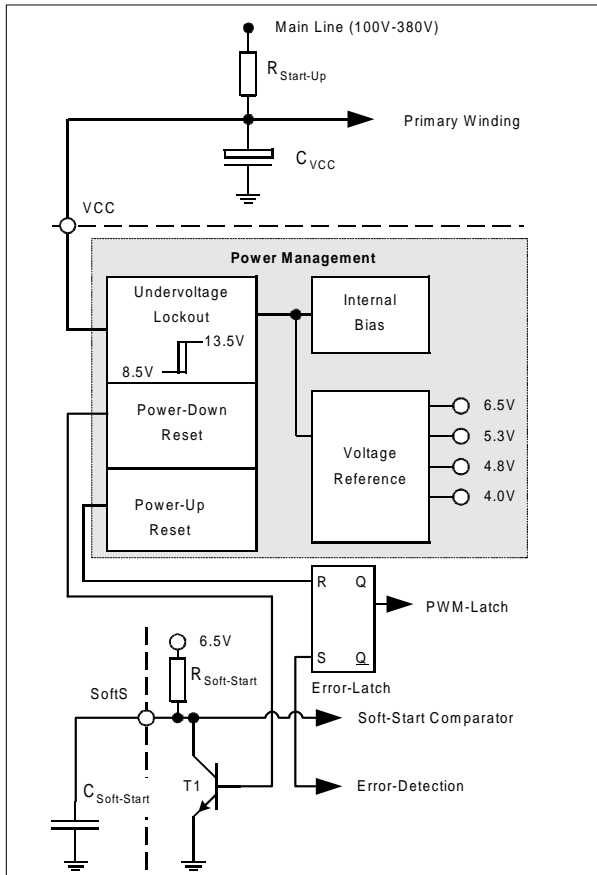 Main Line (100V-380V)
R Start-Up
Primary Winding
C VCC
VCC
Power Management
Undervoltage
Lockout
13.5V
8.5V
Internal
Bias
Power-Down
Reset
Voltage
Reference
6.5V
5.3V
4.8V
4.0V
Power-Up
Reset
R Q
PWM-Latch
S Q
Error-Latch
6.5V
R Soft-Start
SoftS
Soft-Start Comparator
C Soft-Start
T1
Error-Detection